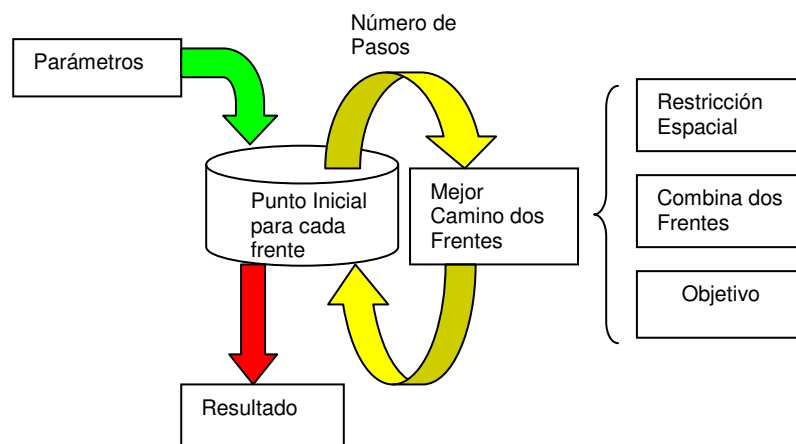 Número de
Pasos
Parámetros
Restricción
Espacial
Punto Inicial
para cada
frente
Mejor
Camino dos
Frentes
Combina dos
Frentes
Objetivo
Resultado